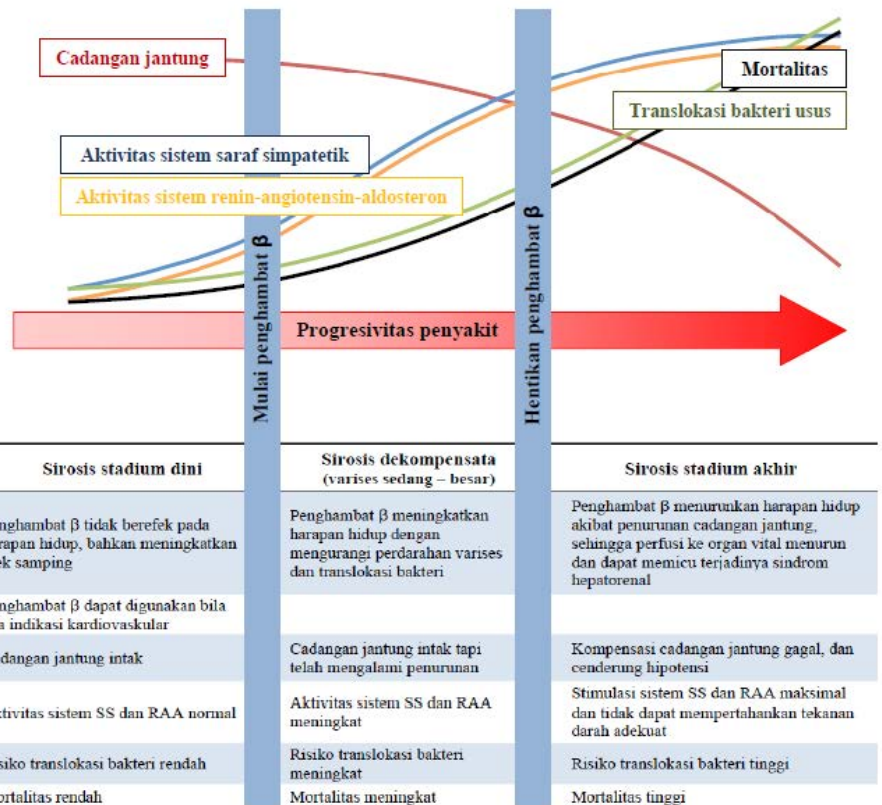 Cadangan jantung
Mortalitas
Translokasi bakteri usus
Aktivitas sistem saraf simpatetik
Aktivitas sistem renin-angiotensin-aldosteron
Mulai penghambat β
Hentikan penghambat β
Progresivitas penyakit
Sirosis stadium dini
Sirosis dekompensata
(varises sedang – besar)
Sirosis stadium akhir
nghambat β tidak berefek pada
rapan hidup, bahkan meningkatkan
ek samping
Penghambat β meningkatkan
harapan hidup dengan
mengurangi perdarahan varises
dan translokasi bakteri
Penghambat β menurunkan harapan hidup
akibat penurunan cadangan jantung,
sehingga perfusi ke organ vital menurun
dan dapat memicu terjadinya sindrom
hepatorenal
nghambat β dapat digunakan bila
a indikasi kardiovaskular
dangan jantung intak
Cadangan jantung intak tapi
telah mengalami penurunan
Kompensasi cadangan jantung gagal, dan
cenderung hipotensi
tivitas sistem SS dan RAA normal
Aktivitas sistem SS dan RAA
meningkat
Stimulasi sistem SS dan RAA maksimal
dan tidak dapat mempertahankan tekanan
darah adekuat
siko translokasi bakteri rendah
Risiko translokasi bakteri
meningkat
Risiko translokasi bakteri tinggi
ortalitas rendah
Mortalitas meningkat
Mortalitas tinggi